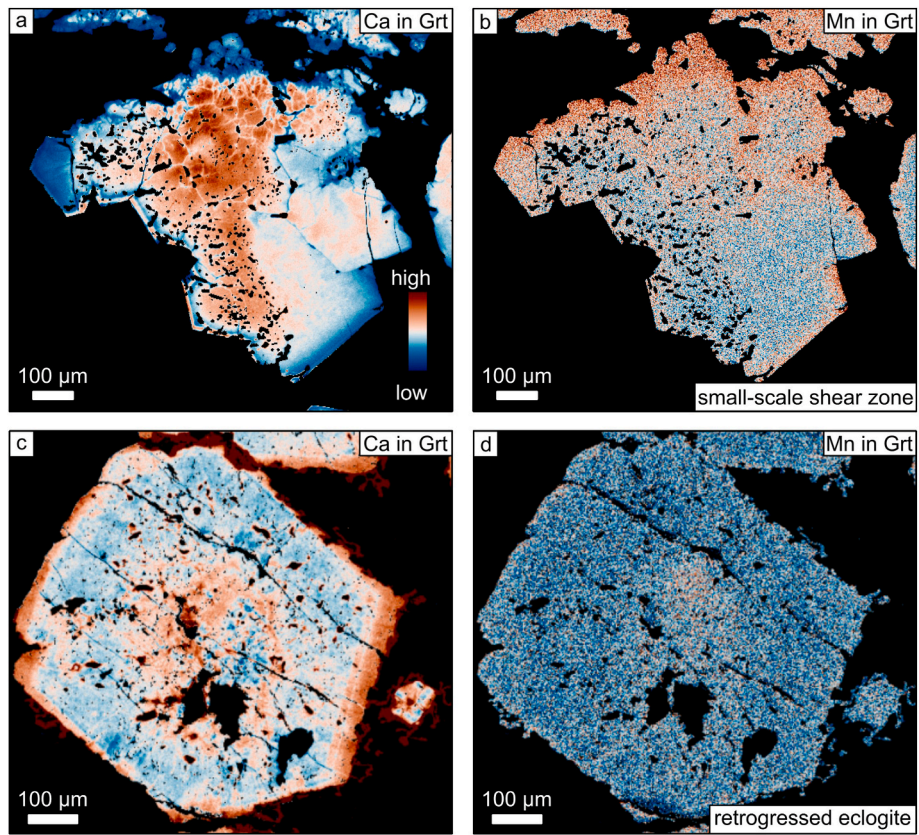 a
Ca in Grt
high
low
100 µm
b
Mn in Grt
100 µm
small-scale shear zone
c
Ca in Grt
100 µm
d
Mn in Grt
100 µm
retrogressed eclogite